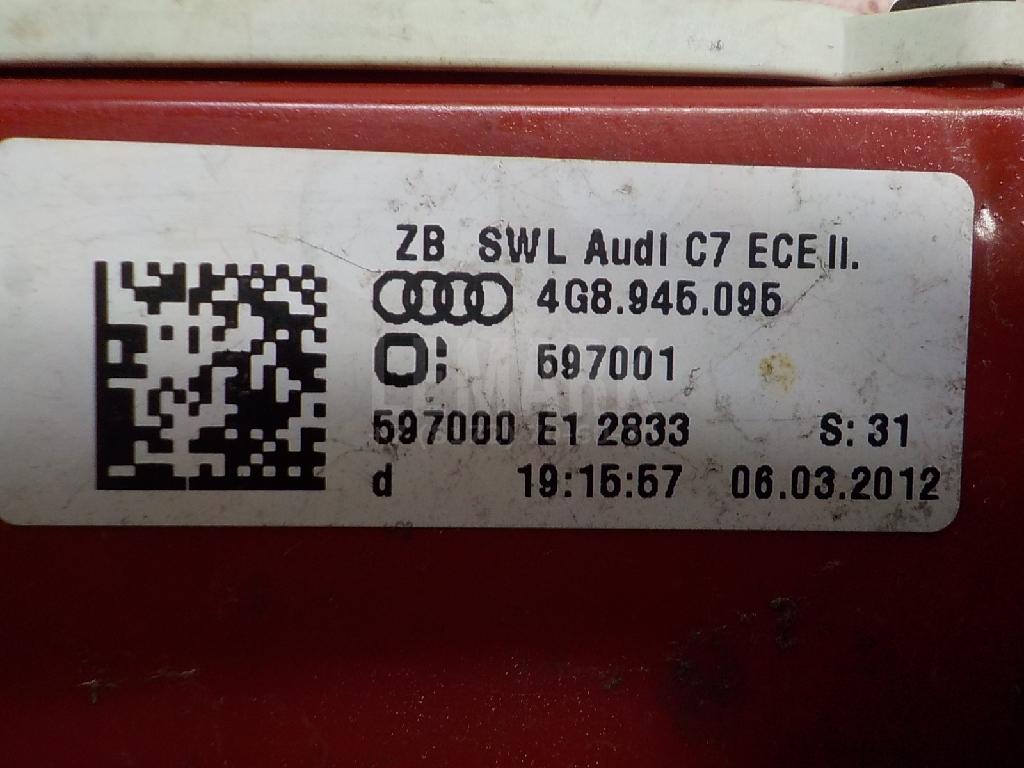 ZB SWL Audi C7 ECE II.
4G8.945.095
597001
597000 E1 2833 S: 31
d 19:15:57 06.03.2012